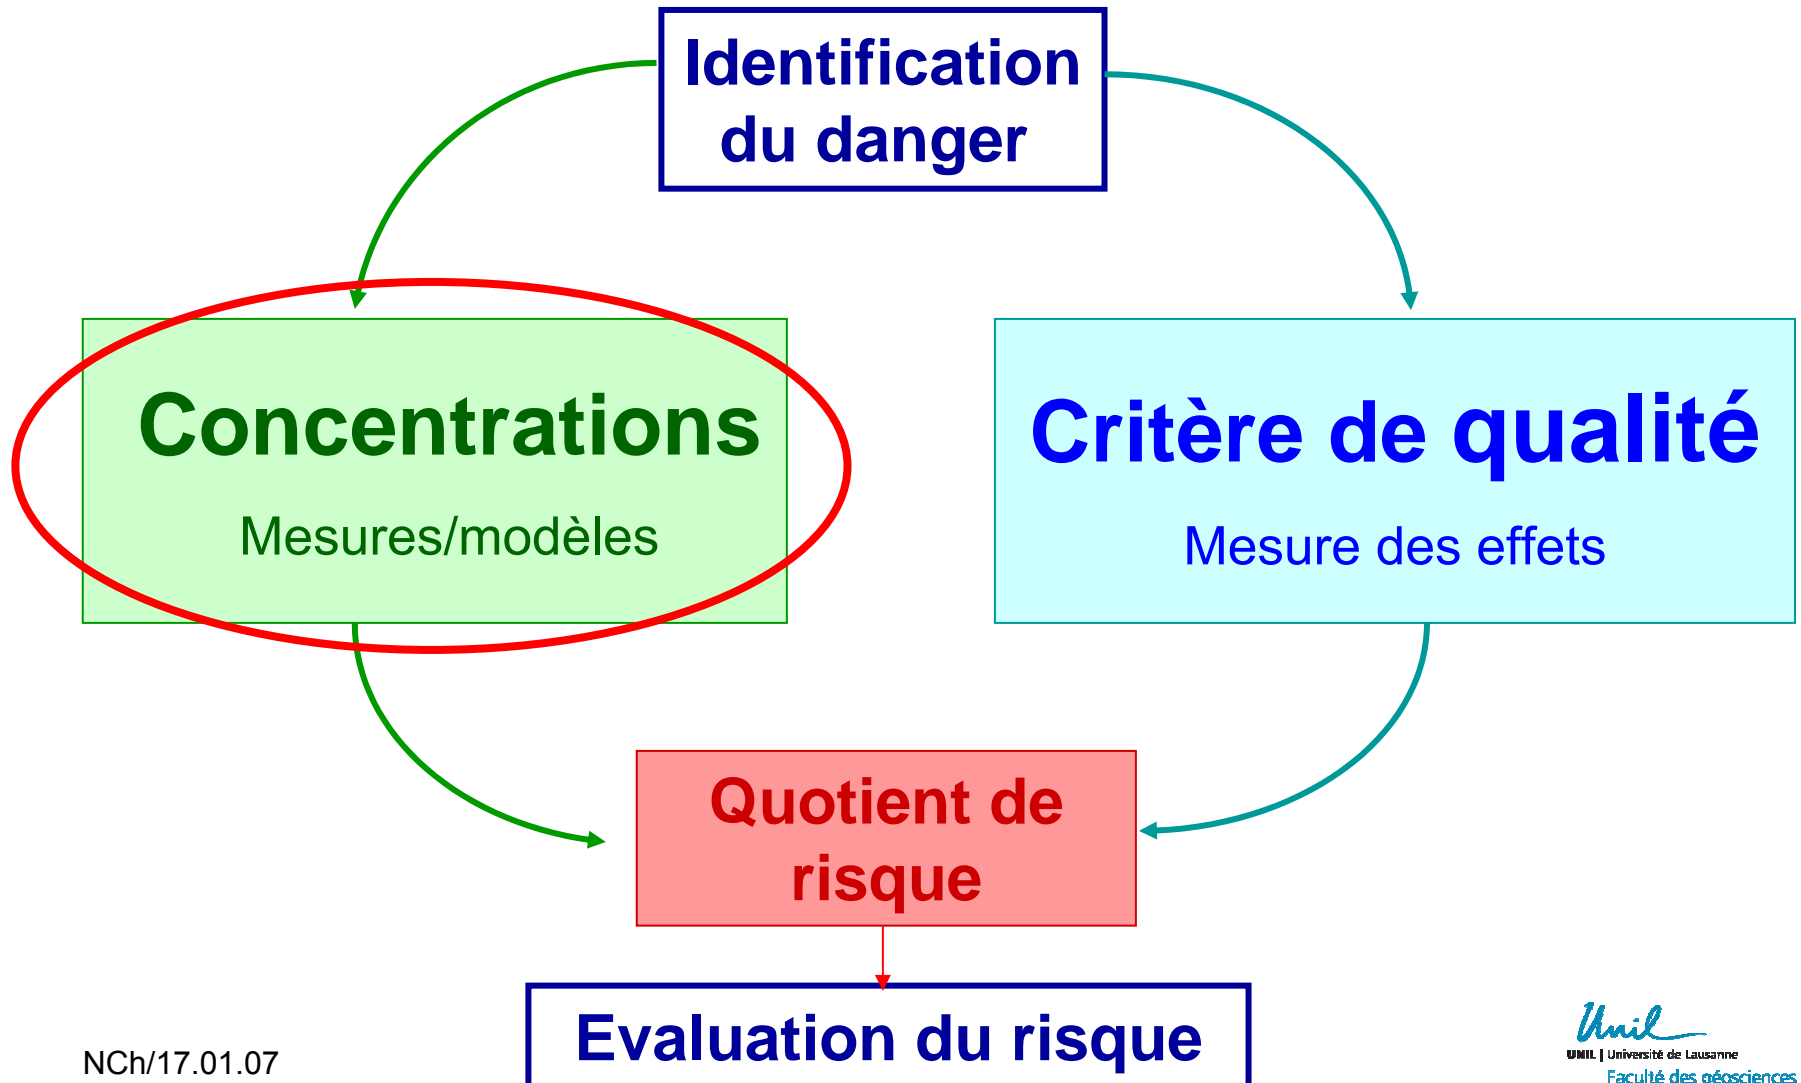 Identification
du danger
Concentrations
Mesures/modèles
Critère de qualité
Mesure des effets
Quotient de
risque
Evaluation du risque
NCh/17.01.07
Unil
UNIL | Université de Lausanne
Faculté des géosciences